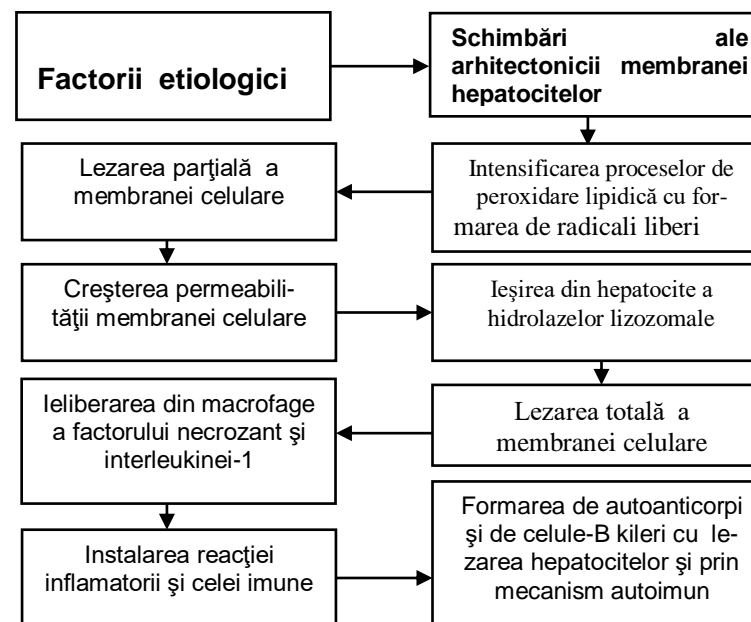 Factorii etiologici
Schimbări ale
arhitectonicii membranei
hepatocitelor
Intensificarea proceselor de
peroxidare lipidică cu for-
marea de radicali liberi
Lezarea parţială a
membranei celulare
Creşterea permeabili-
tăţii membranei celulare
Ieşirea din hepatocite a
hidrolazelor lizozomale
Lezarea totală a
membranei celulare
Ieliberarea din macrofage
a factorului necrozant şi
interleukinei-1
Instalarea reacţiei
inflamatorii şi celei imune
Formarea de autoanticorpi
şi de celule-B kileri cu le-
zarea hepatocitelor şi prin
mecanism autoimun